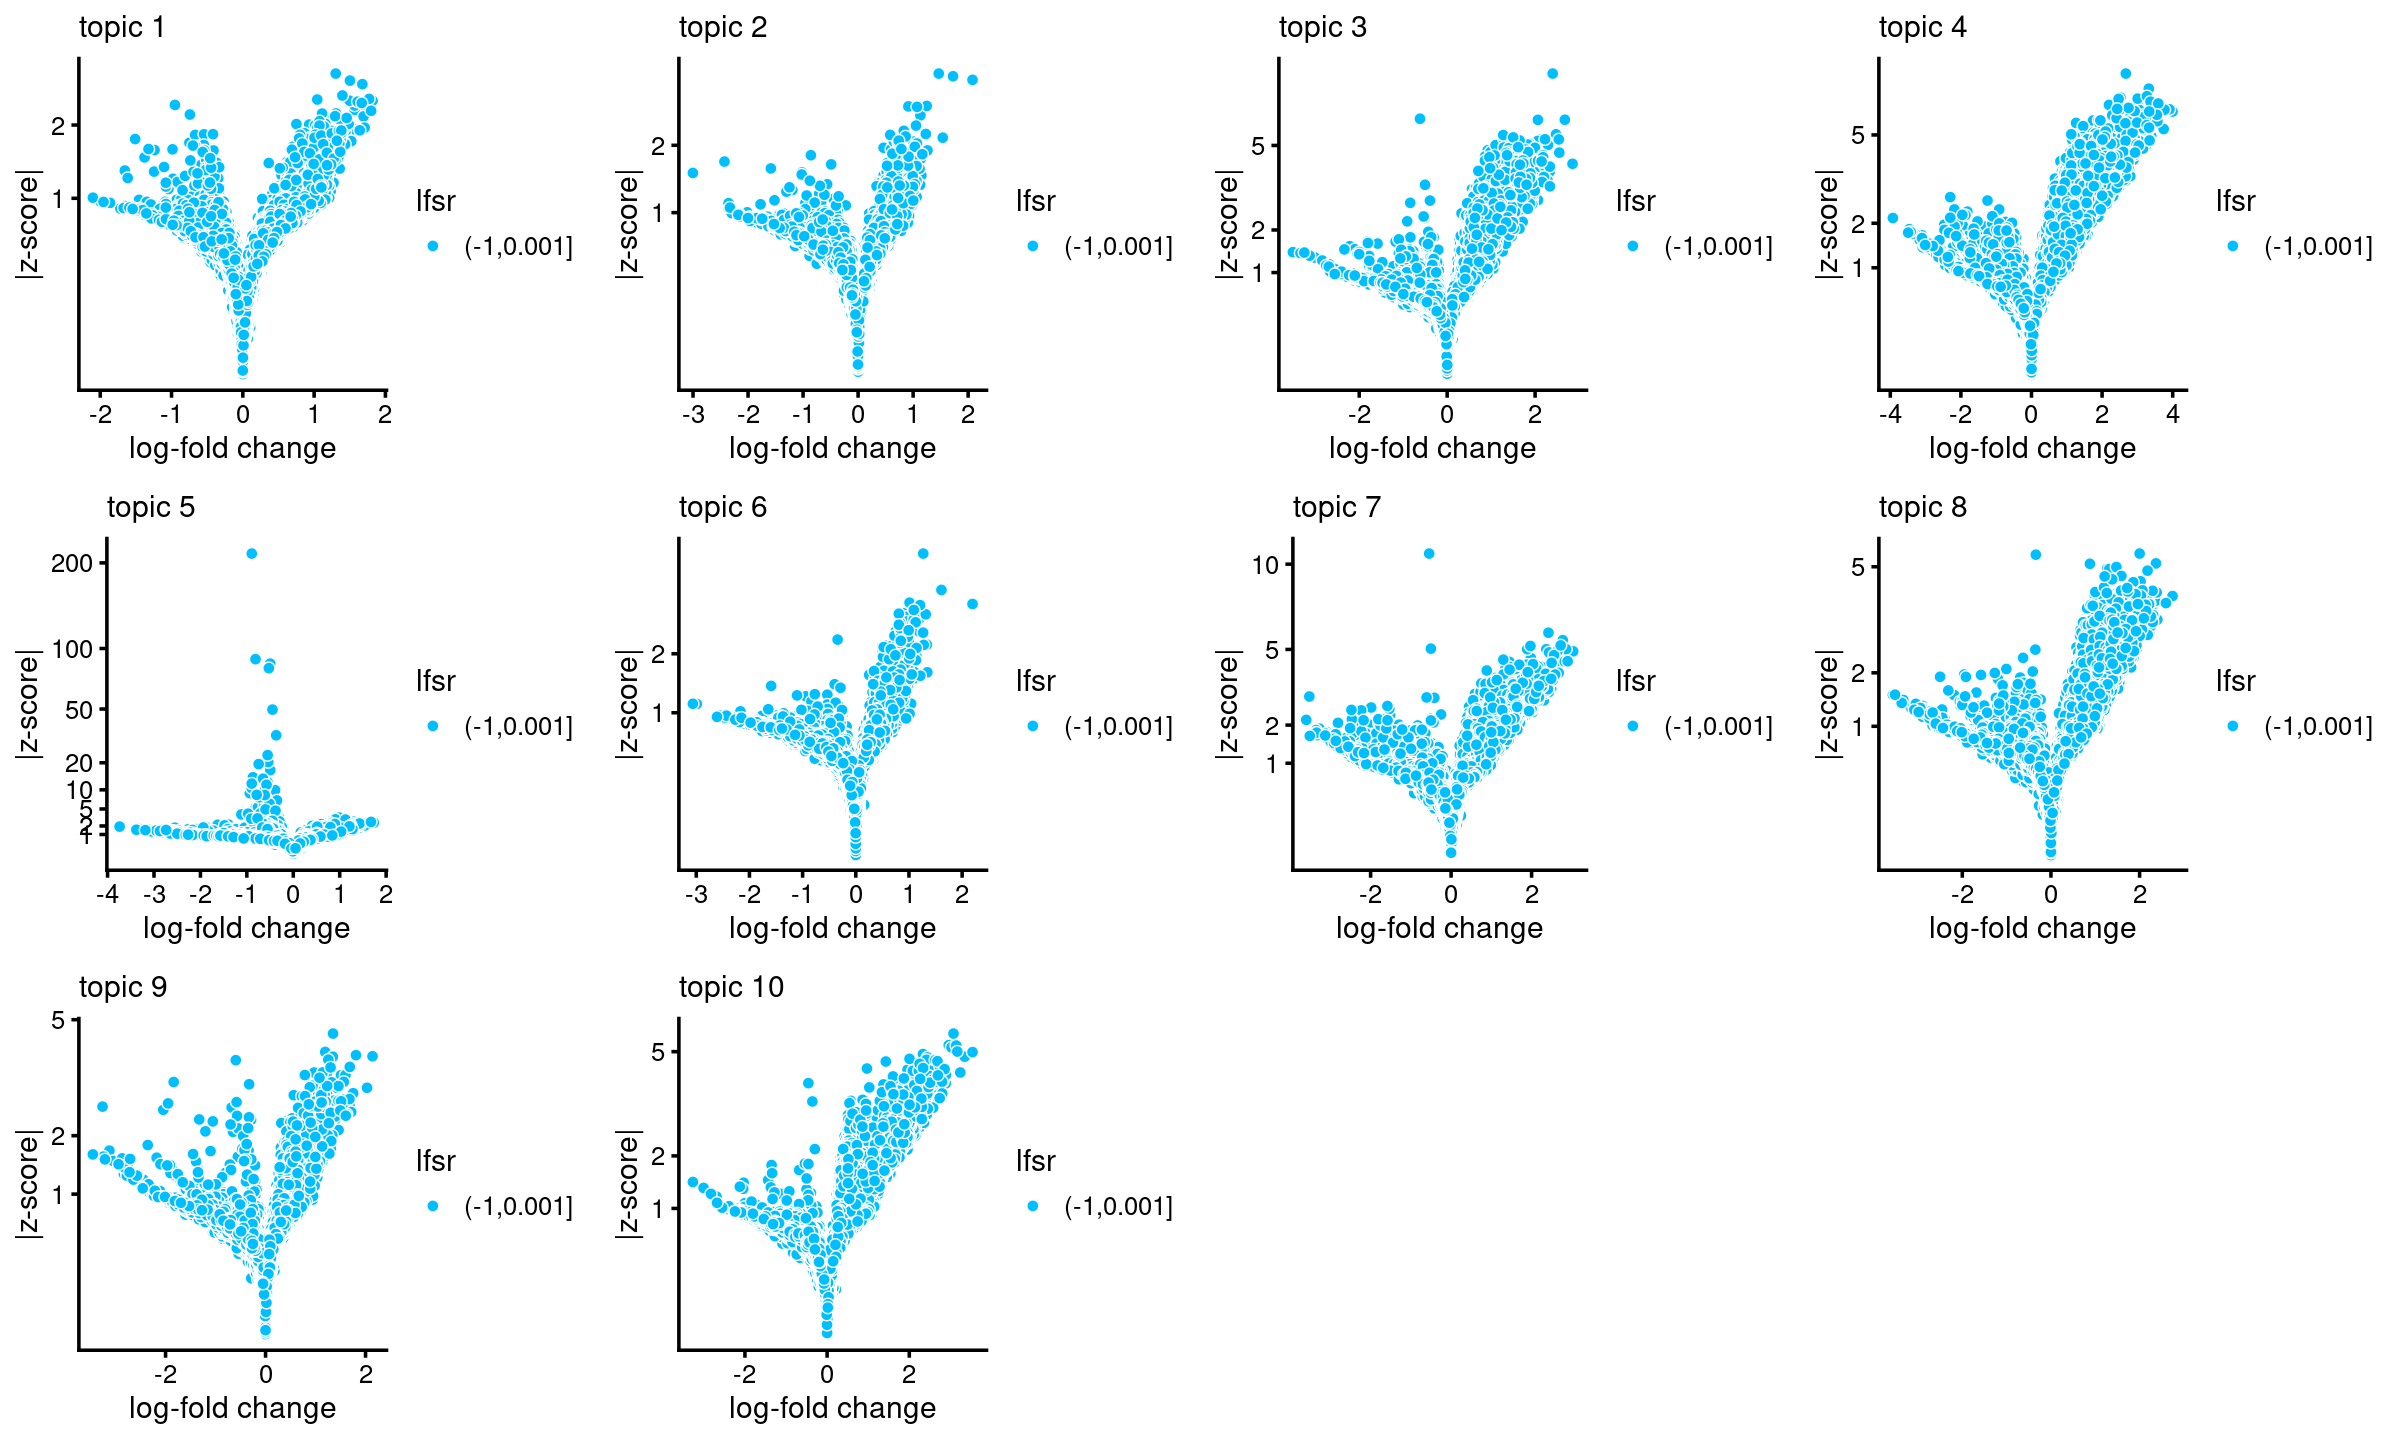 topic 1
|z-score|
2
1
-2 -1 0 1 2
log-fold change
lfsr
(-1,0.001]
topic 2
|z-score|
2
1
-3 -2 -1 0 1 2
log-fold change
lfsr
(-1,0.001]
topic 3
|z-score|
5
2
1
-2 0 2
log-fold change
lfsr
(-1,0.001]
topic 4
|z-score|
5
2
1
-4 -2 0 2 4
log-fold change
lfsr
(-1,0.001]
topic 5
|z-score|
200
100
50
20
10
5
2
1
-4 -3 -2 -1 0 1 2
log-fold change
lfsr
(-1,0.001]
topic 6
|z-score|
2
1
-3 -2 -1 0 1 2
log-fold change
lfsr
(-1,0.001]
topic 7
|z-score|
10
5
2
1
-2 0 2
log-fold change
lfsr
(-1,0.001]
topic 8
|z-score|
5
2
1
-2 0 2
log-fold change
lfsr
(-1,0.001]
topic 9
|z-score|
5
2
1
-2 0 2
log-fold change
lfsr
(-1,0.001]
topic 10
|z-score|
5
2
1
-2 0 2
log-fold change
lfsr
(-1,0.001]